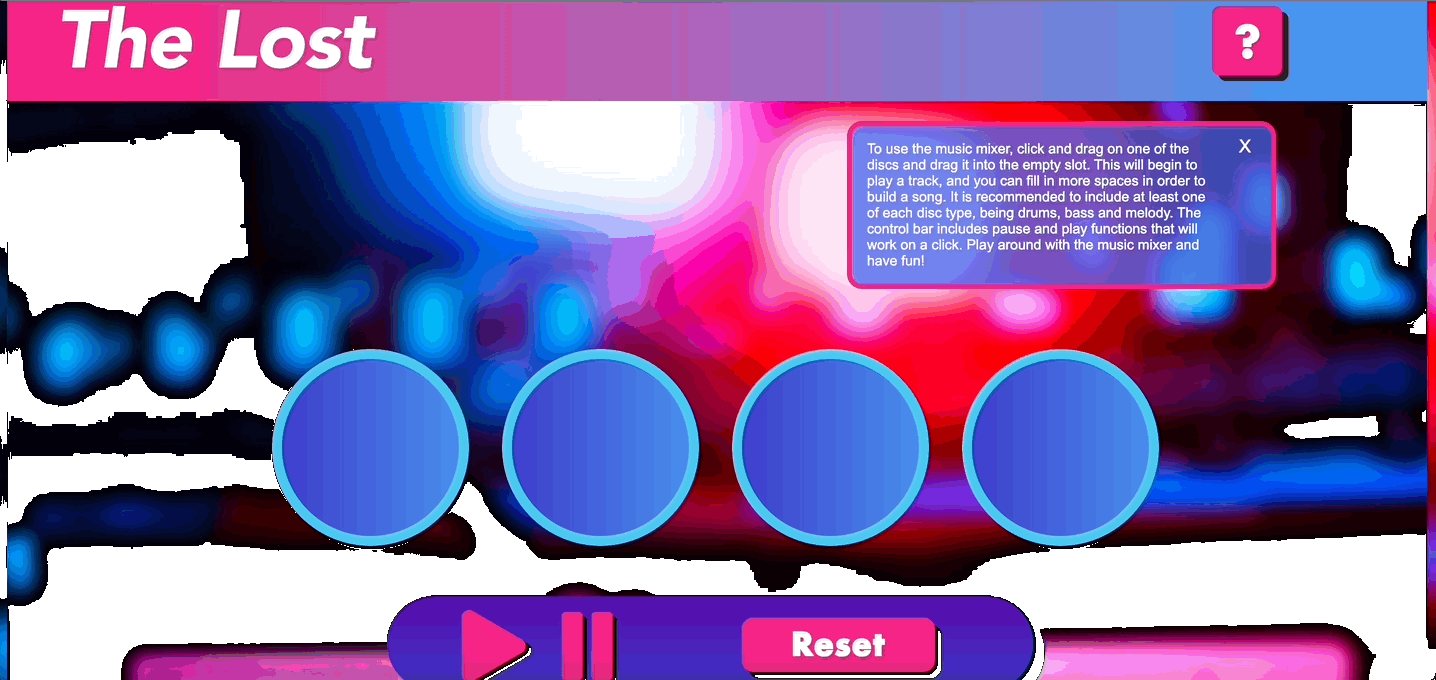 The Lost
?
To use the music mixer, click and drag on one of the
X
discs and drag it into the empty slot. This will begin to
play a track, and you can fill in more spaces in order to
build a song. It is recommended to include at least one
of each disc type, being drums, bass and melody. The
control bar includes pause and play functions that will
work on a click. Play around with the music mixer and
have fun!
Reset